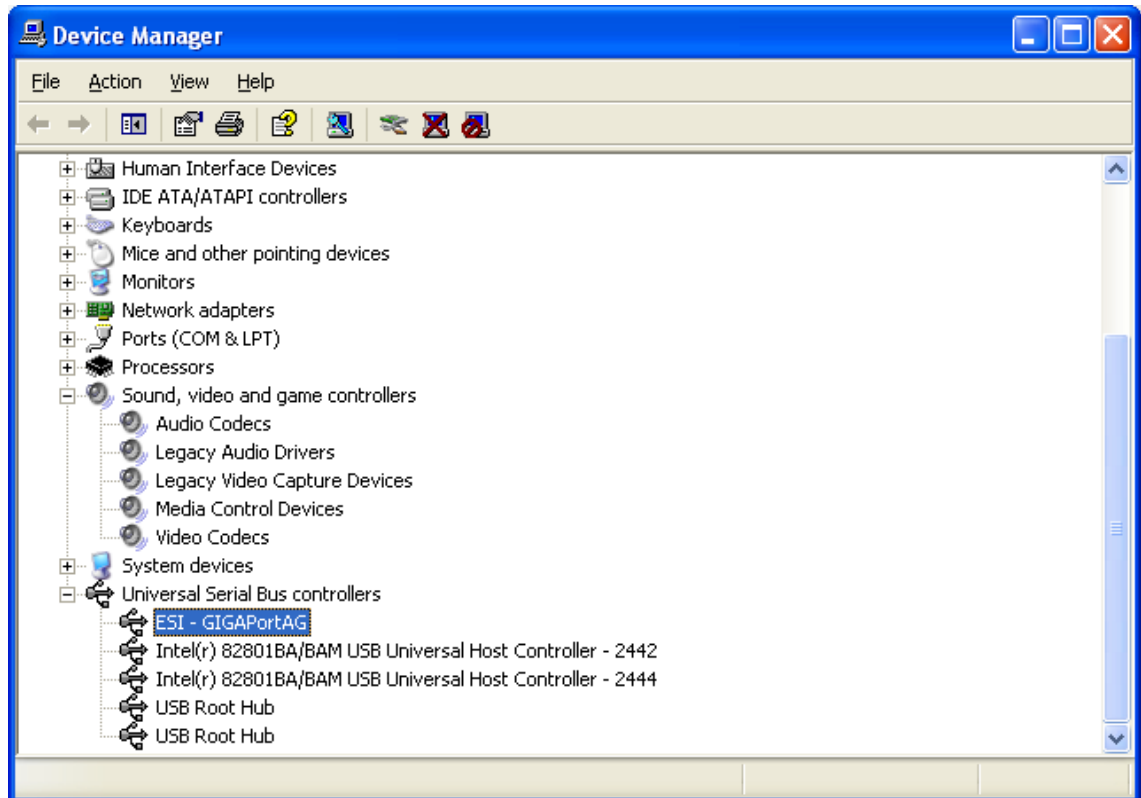 Device Manager
File Action View Help
Human Interface Devices
IDE ATA/ATAPI controllers
Keyboards
Mice and other pointing devices
Monitors
Network adapters
Ports (COM & LPT)
Processors
Sound, video and game controllers
Audio Codecs
Legacy Audio Drivers
Legacy Video Capture Devices
Media Control Devices
Video Codecs
System devices
Universal Serial Bus controllers
ESI - GIGAPortAG
Intel(r) 82801BA/BAM USB Universal Host Controller - 2442
Intel(r) 82801BA/BAM USB Universal Host Controller - 2444
USB Root Hub
USB Root Hub